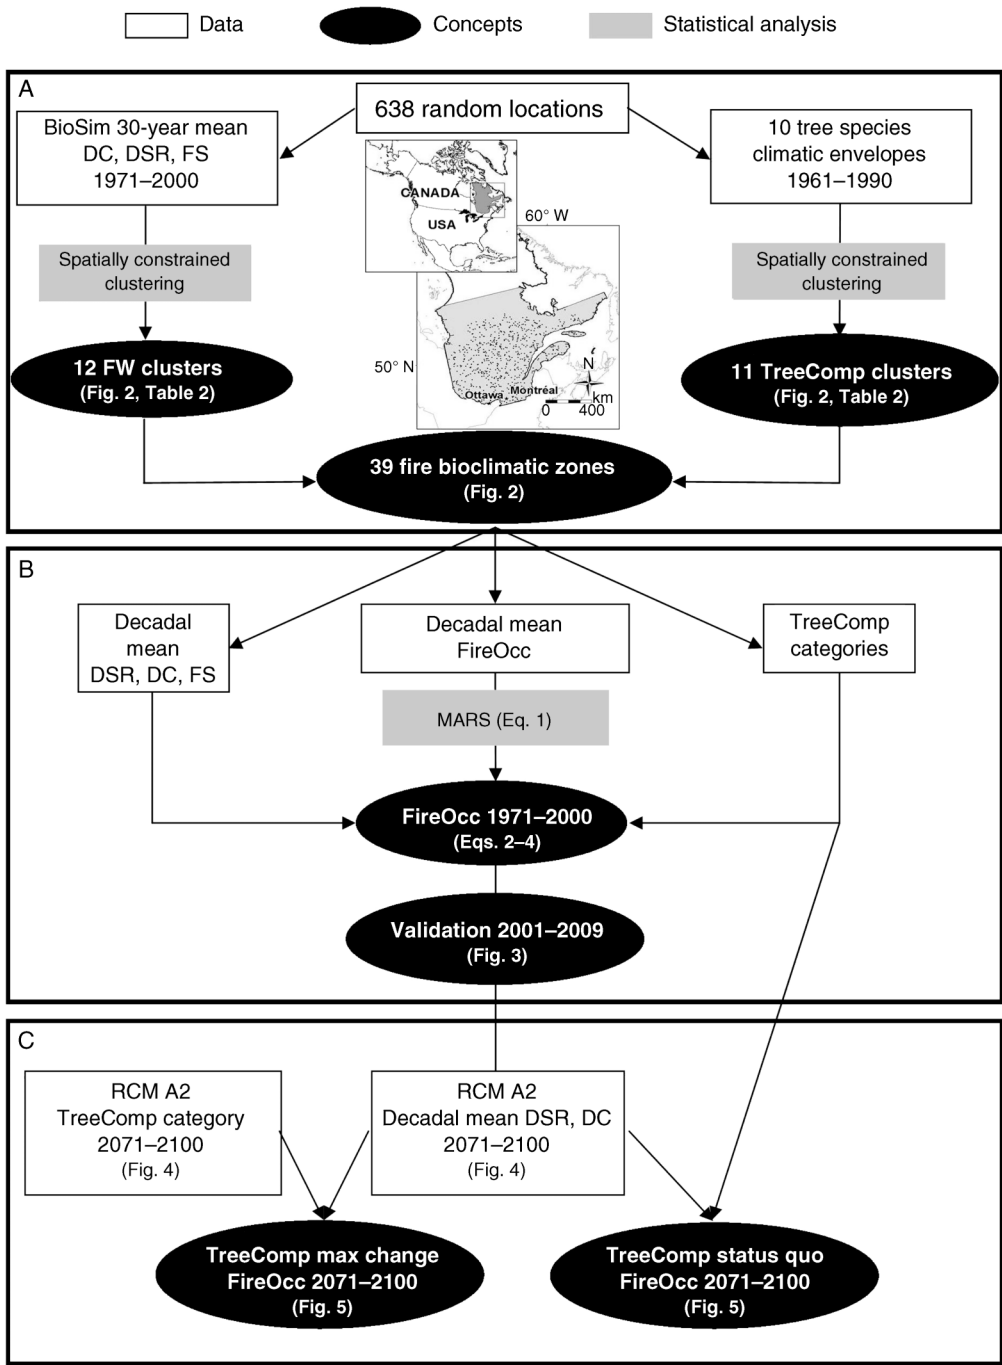 Data
Concepts
Statistical analysis
A
638 random locations
BioSim 30-year mean
DC, DSR, FS
1971–2000
10 tree species
climatic envelopes
1961–1990
CANADA
USA
60° W
Spatially constrained
clustering
Spatially constrained
clustering
50° N
N
Ottawa
Montréal
0 400 km
12 FW clusters
(Fig. 2, Table 2)
11 TreeComp clusters
(Fig. 2, Table 2)
39 fire bioclimatic zones
(Fig. 2)
B
Decadal
mean
DSR, DC, FS
Decadal mean
FireOcc
TreeComp
categories
MARS (Eq. 1)
FireOcc 1971–2000
(Eqs. 2–4)
Validation 2001–2009
(Fig. 3)
C
RCM A2
TreeComp category
2071–2100
(Fig. 4)
RCM A2
Decadal mean DSR, DC
2071–2100
(Fig. 4)
TreeComp max change
FireOcc 2071–2100
(Fig. 5)
TreeComp status quo
FireOcc 2071–2100
(Fig. 5)